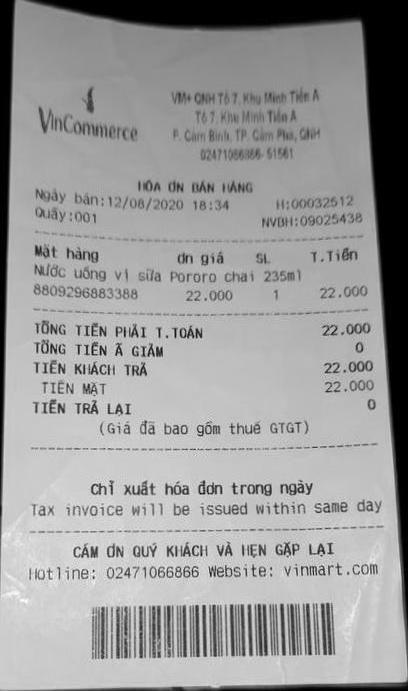 VinCommerce
VM+ QNH Tổ 7, Khu Minh Tiến A
Tổ 7, Khu Minh Tiến A
P. Cẩm Bình, TP. Cẩm Phả, QNH
02471066866-51561
HÓA ƠN BÁN HÀNG
Ngày bán:12/08/2020 18:34 H:00032512
Quầy:001 NVBH:09025438
Mặt hàng ơn giá SL T.Tiền
Nước uống vị sữa Pororo chai 235ml
8809296883388 22.000 1 22.000
TỔNG TIỀN PHẢI T.TOÁN 22.000
TỔNG TIỀN Ã GIẢM 0
TIỀN KHÁCH TRẢ 22.000
TIỀN MẶT 22.000
TIỀN TRẢ LẠI 0
(Giá đã bao gồm thuế GTGT)
Chỉ xuất hóa đơn trong ngày
Tax invoice will be issued within same day
CẢM ƠN QUÝ KHÁCH VÀ HẸN GẶP LẠI
Hotline: 02471066866 Website: vinmart.com